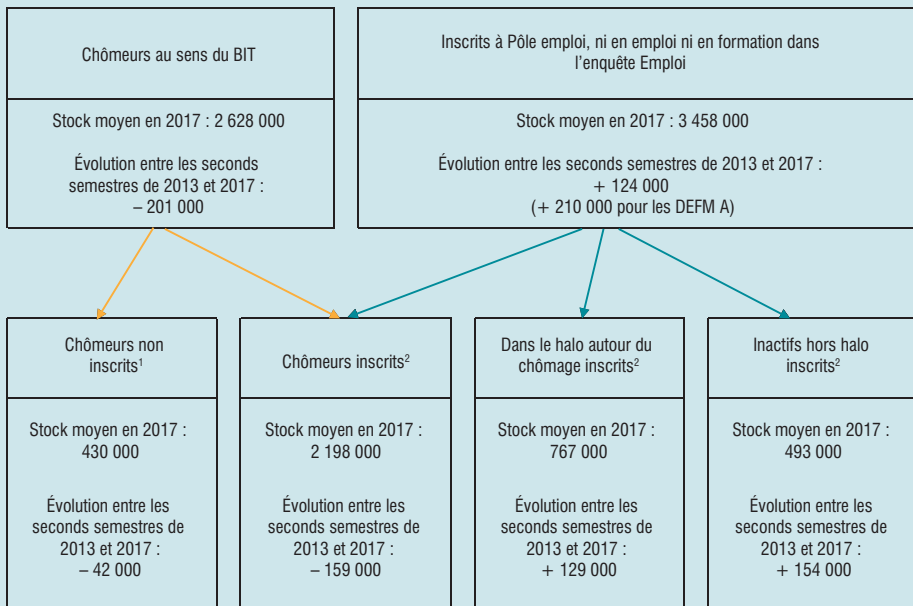 Chômeurs au sens du BIT
Stock moyen en 2017 : 2 628 000
Évolution entre les seconds
semestres de 2013 et 2017 :
– 201 000
Inscrits à Pôle emploi, ni en emploi ni en formation dans
l’enquête Emploi
Stock moyen en 2017 : 3 458 000
Évolution entre les seconds semestres de 2013 et 2017 :
+ 124 000
(+ 210 000 pour les DEFM A)
Chômeurs non
inscrits¹
Stock moyen en 2017 :
430 000
Évolution entre les
seconds semestres de
2013 et 2017 :
– 42 000
Chômeurs inscrits²
Stock moyen en 2017 :
2 198 000
Évolution entre les
seconds semestres de
2013 et 2017 :
– 159 000
Dans le halo autour du
chômage inscrits²
Stock moyen en 2017 :
767 000
Évolution entre les
seconds semestres de
2013 et 2017 :
+ 129 000
Inactifs hors halo
inscrits²
Stock moyen en 2017 :
493 000
Évolution entre les
seconds semestres de
2013 et 2017 :
+ 154 000